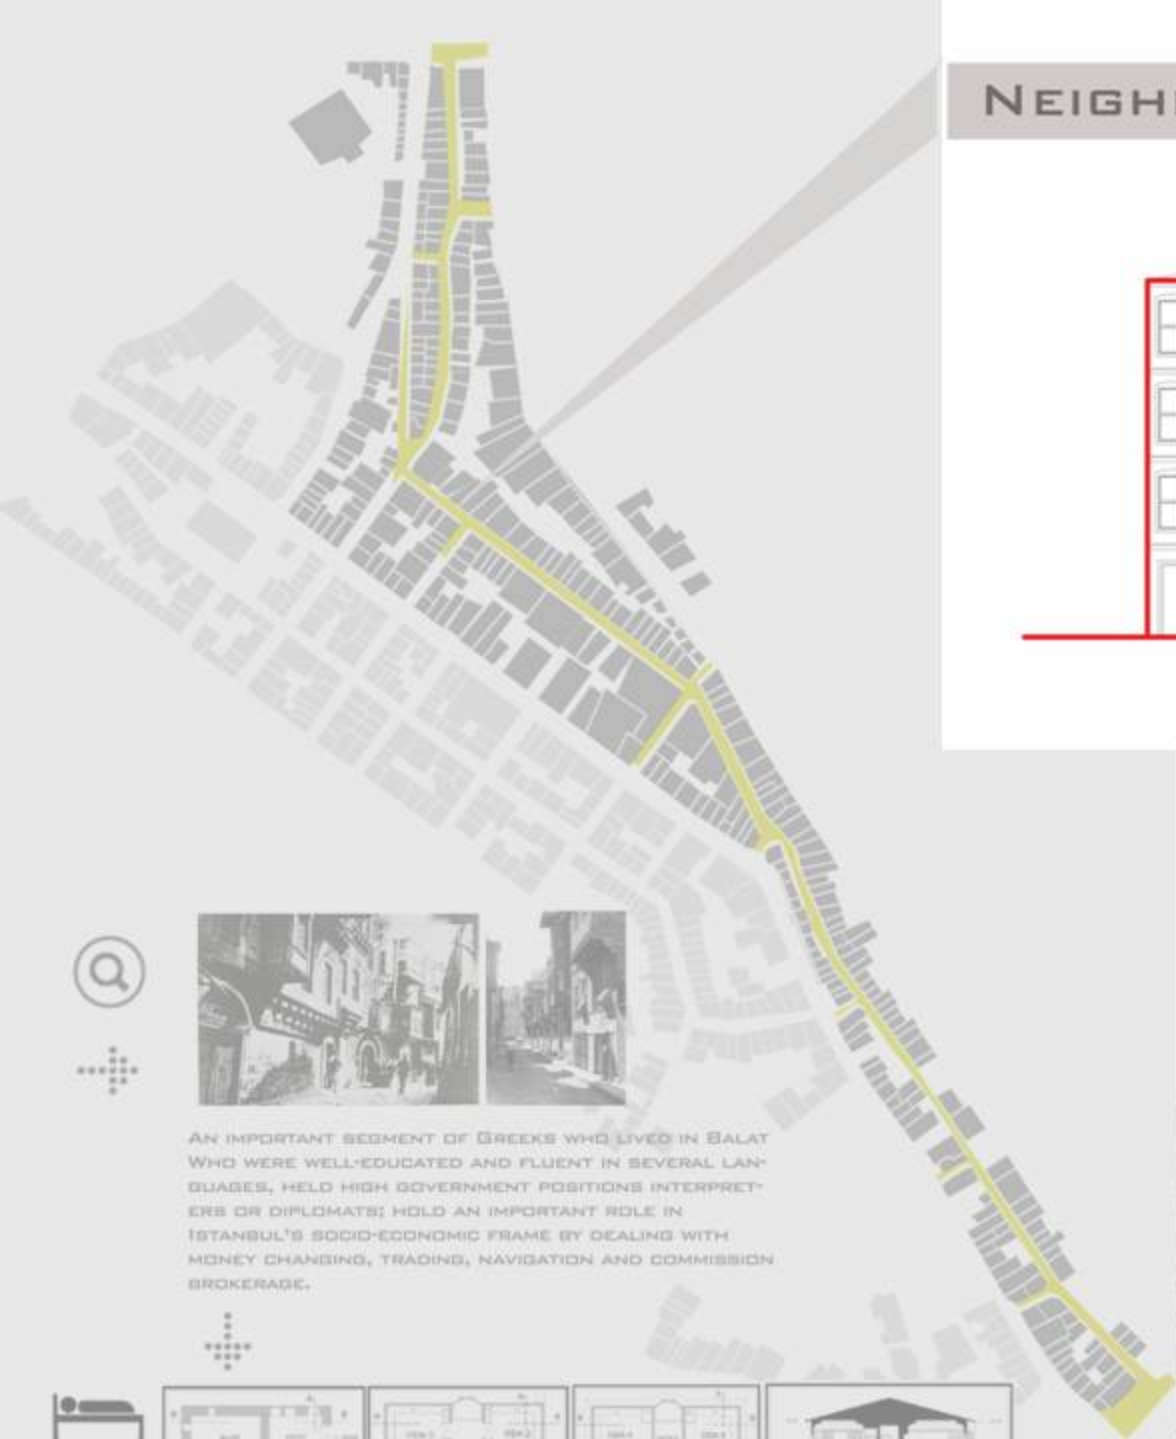 NEIGH
AN IMPORTANT SEGMENT OF GREEKS WHO LIVED IN BALAT
WHO WERE WELL-EDUCATED AND FLUENT IN SEVERAL LAN-
GUAGES, HELD HIGH GOVERNMENT POSITIONS INTERPRET-
ERS OR DIPLOMATS; HOLD AN IMPORTANT ROLE IN
ISTANBUL'S SOCIO-ECONOMIC FRAME BY DEALING WITH
MONEY CHANGING, TRADING, NAVIGATION AND COMMISSION
BROKERAGE.